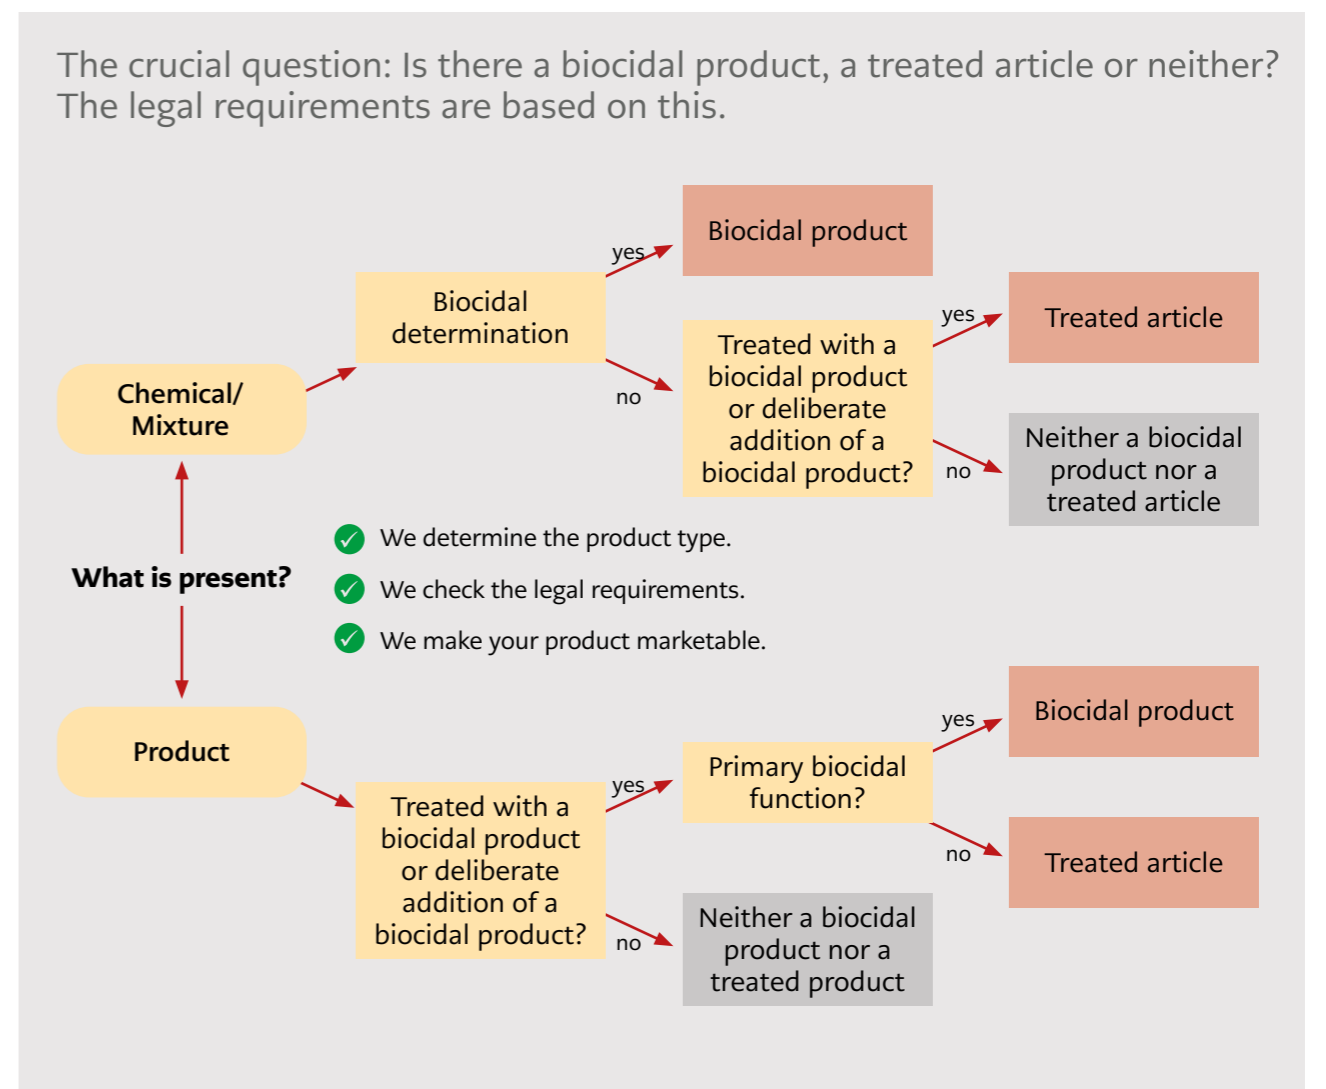 The crucial question: Is there a biocidal product, a treated article or neither?
The legal requirements are based on this.
Chemical/
Mixture
Biocidal
determination
yes
Biocidal product
no
Treated with a
biocidal product
or deliberate
addition of a
biocidal product?
yes
Treated article
no
Neither a biocidal
product nor a
treated article
What is present?
We determine the product type.
We check the legal requirements.
We make your product marketable.
Product
Treated with a
biocidal product
or deliberate
addition of a
biocidal product?
yes
Primary biocidal
function?
yes
Biocidal product
no
Treated article
no
Neither a biocidal
product nor a
treated product